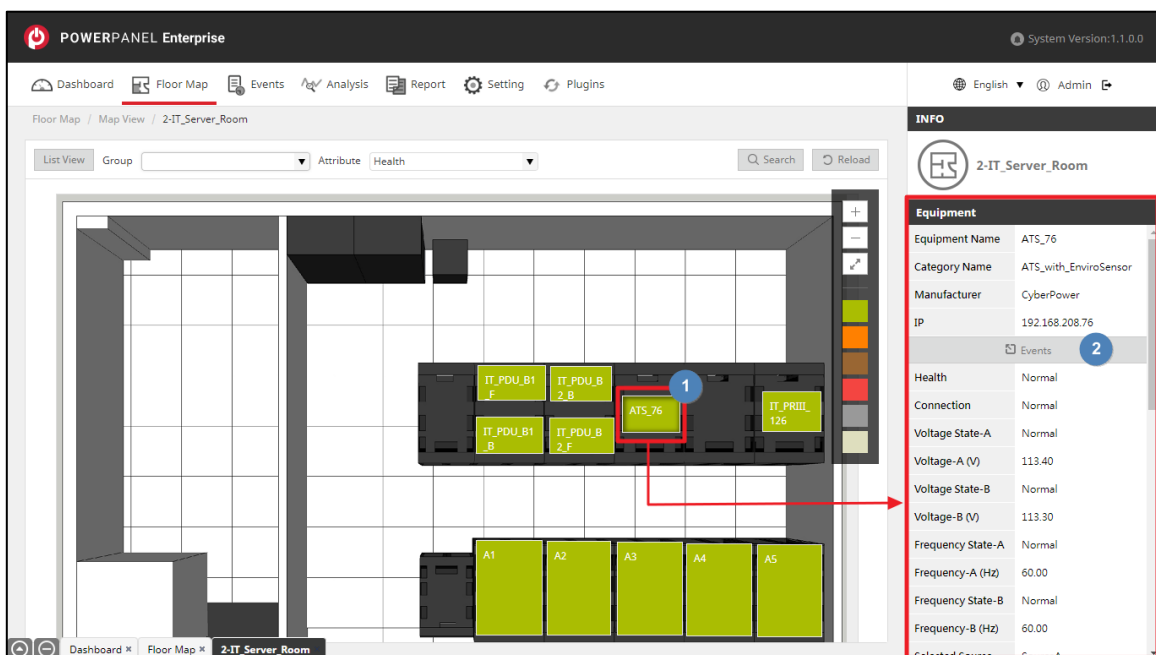 POWERPANEL Enterprise
System Version:1.1.0.0
Dashboard Floor Map Events Analysis Report Setting Plugins
English ▼ Admin
Floor Map / Map View / 2-IT_Server_Room
INFO
List View Group Attribute Health Search Reload
2-IT_Server_Room
Equipment
Equipment Name ATS_76
Category Name ATS_with_EnviroSensor
Manufacturer CyberPower
IP 192.168.208.76
Events 2
Health Normal
Connection Normal
Voltage State-A Normal
Voltage-A (V) 113.40
Voltage State-B Normal
Voltage-B (V) 113.30
Frequency State-A Normal
Frequency-A (Hz) 60.00
Frequency State-B Normal
Frequency-B (Hz) 60.00
IT_PDU_B1
_F
IT_PDU_B
2_B
1
ATS_76
IT_PRIII_
126
IT_PDU_B1
_B
IT_PDU_B
2_F
A1 A2 A3 A4 A5
Dashboard × Floor Map × 2-IT_Server_Room